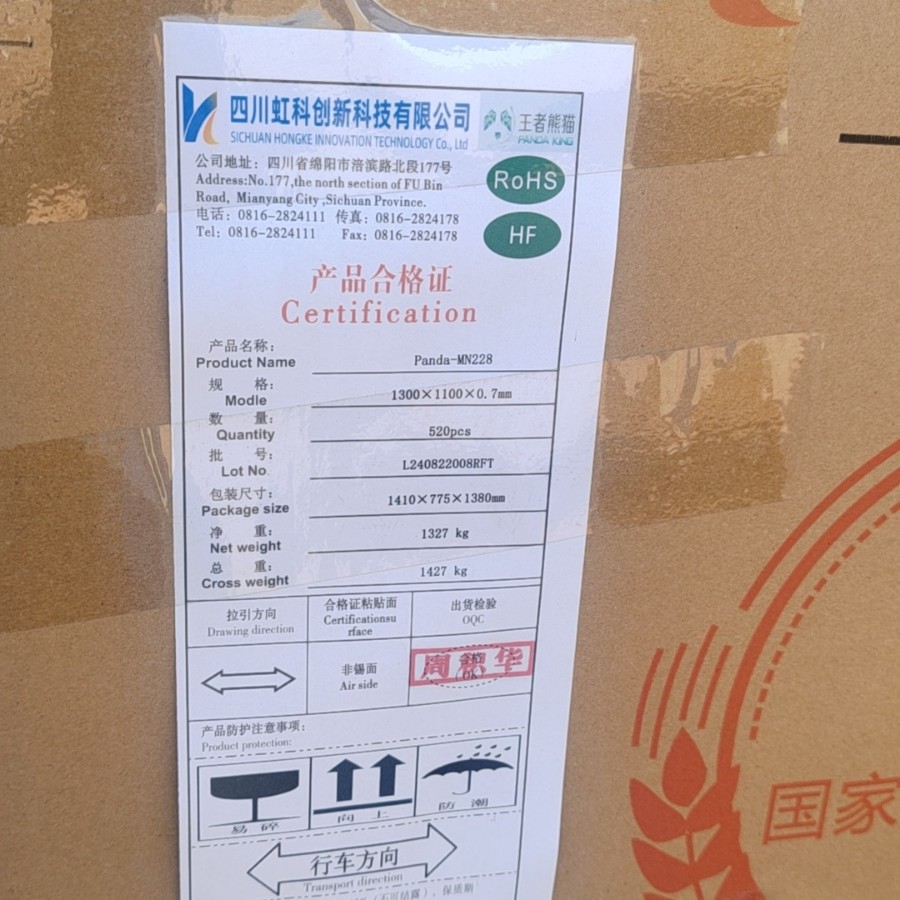 四川虹科创新科技有限公司
SICHUAN HONGKE INNOVATION TECHNOLOGY Co., Ltd
王者熊猫
PANDA KING
公司地址：四川省绵阳市涪滨路北段177号
Address:No.177,the north section of FU Bin
Road, Mianyang City ,Sichuan Province.
电话：0816-2824111 传真：0816-2824178
Tel: 0816-2824111 Fax: 0816-2824178
RoHS
HF
产品合格证
Certification
产品名称：
Product Name Panda-MN228
规 格：
Modle 1300×1100×0.7mm
数 量：
Quantity 520pcs
批 号：
Lot No L240822008RFT
包装尺寸：
Package size 1410×775×1380mm
净 重：
Net weight 1327 kg
总 重：
Cross weight 1427 kg
拉引方向 合格证粘贴面 出货检验
Drawing direction Certificationsu OQC
rface
非锡面 合格
Air side OK
产品防护注意事项：
Product protection:
易 碎 向 上 防 潮
行车方向
Transport direction
（不可结露），保质期
国家